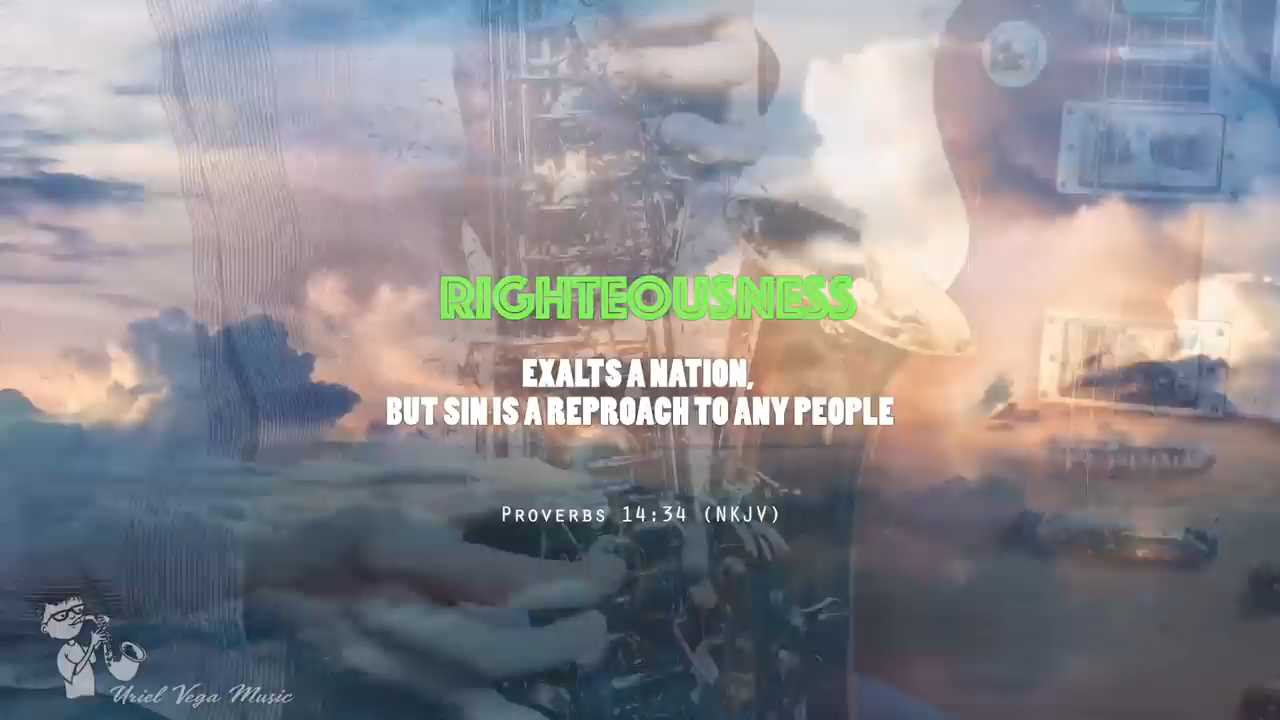 RIGHTEOUSNESS
EXALTS A NATION,
BUT SIN IS A REPROACH TO ANY PEOPLE
Proverbs 14:34 (NKJV)
Uriel Vega Music